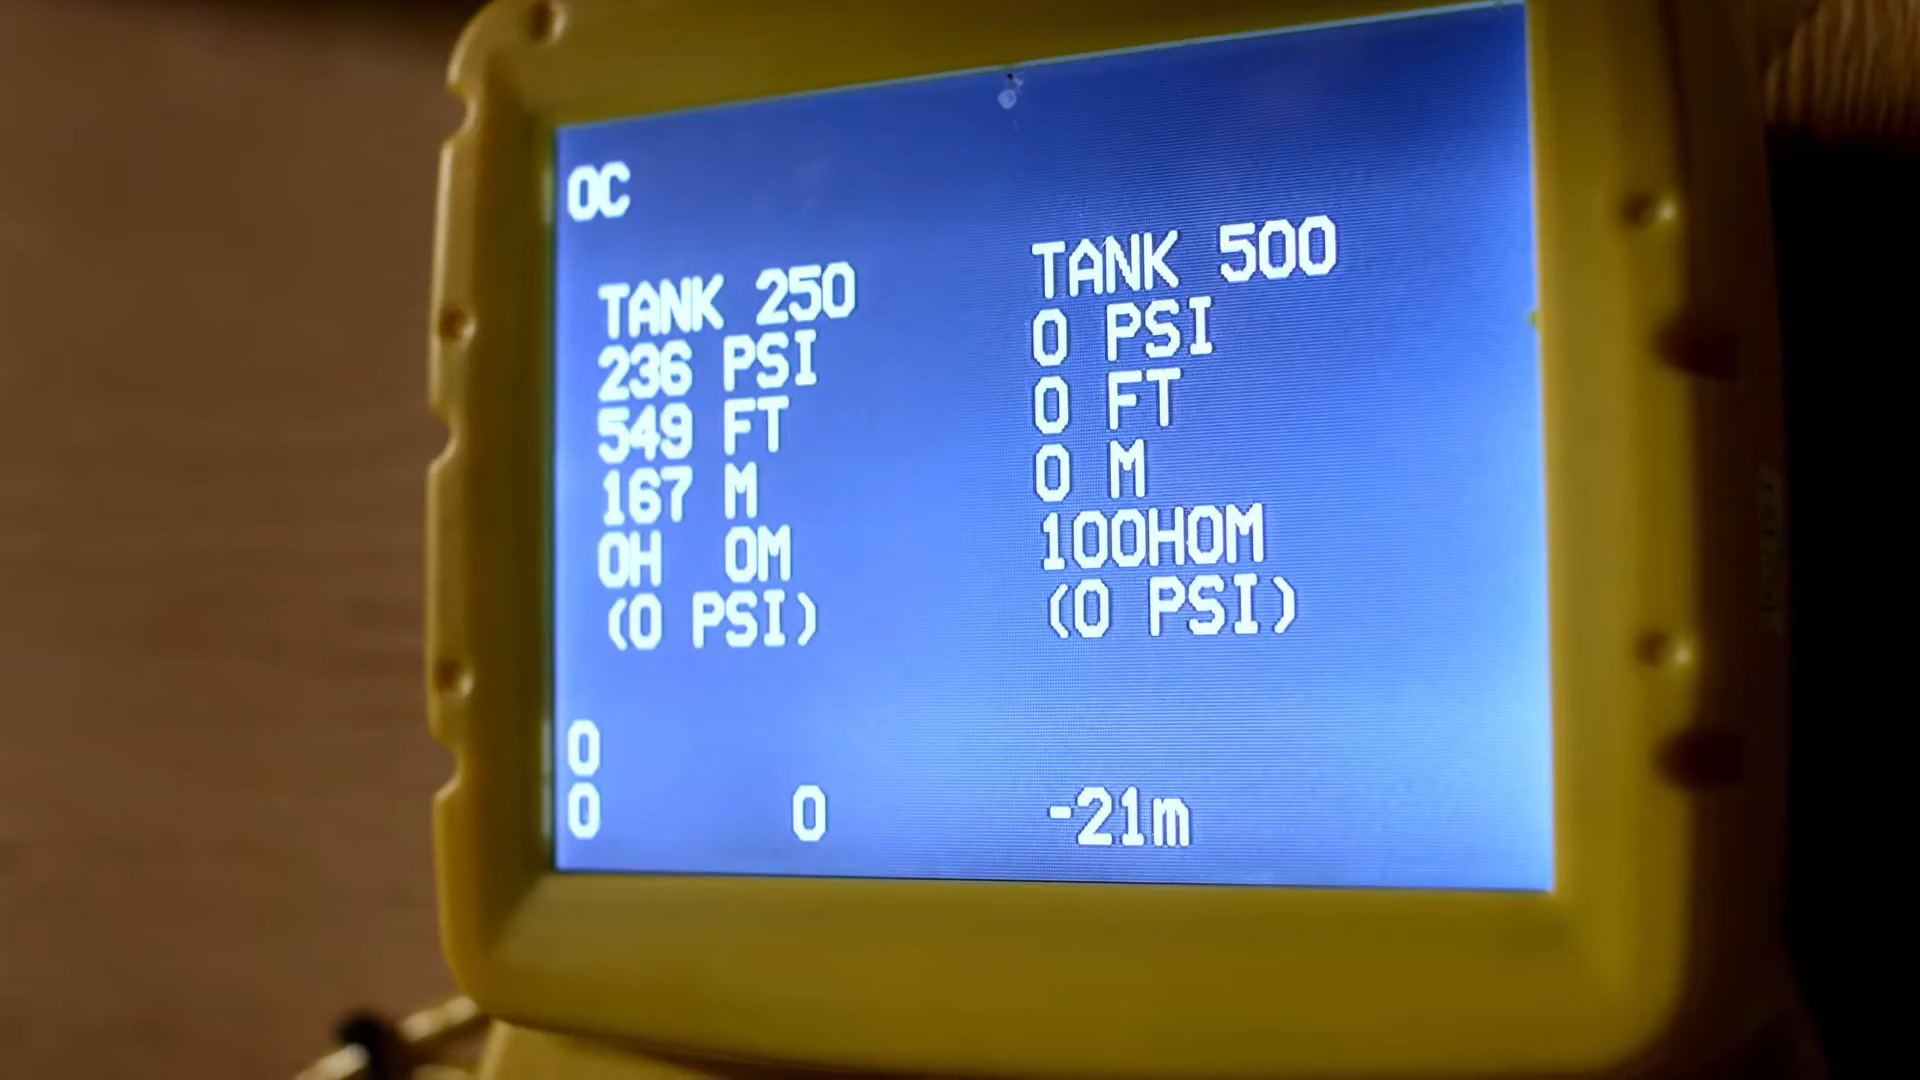 OC
TANK 250
236 PSI
549 FT
167 M
0H 0M
(0 PSI)
TANK 500
0 PSI
0 FT
0 M
100H0M
(0 PSI)
0
0 0 -21m